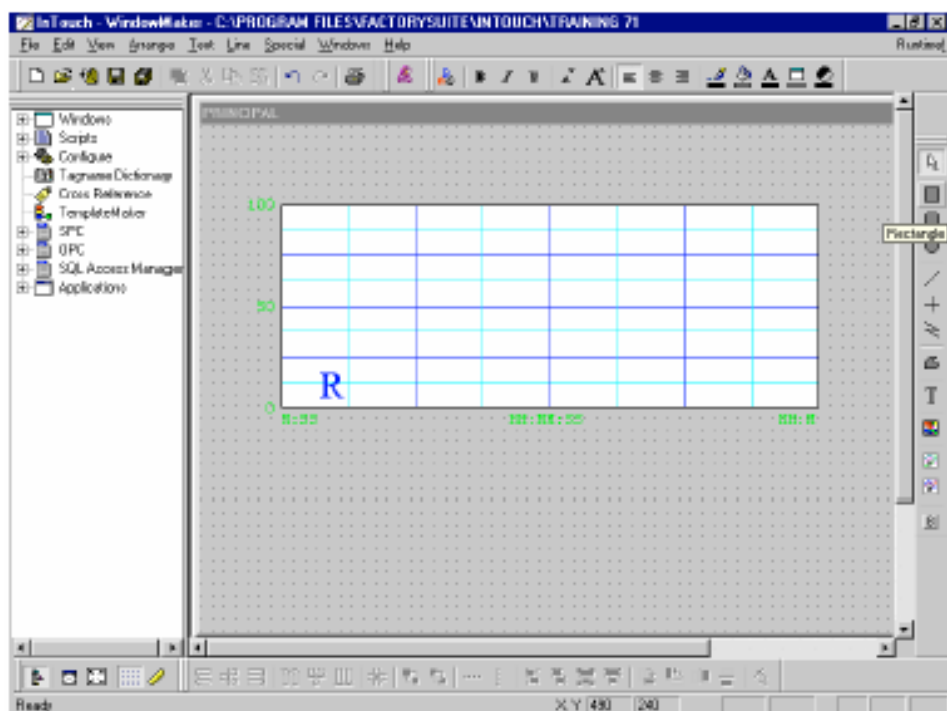 InTouch - WindowMaker - C:\PROGRAM FILES\FACTORYSUITE\INTOUCH\TRAINING 71
File Edit View Arrange Text Line Special Windows Help
Runtime!
PRINCIPAL
Windows
Scripts
Configure
Tagname Dictionary
Cross Reference
TemplateMaker
SPC
OPC
SQL Access Manager
Applications
Rectangle
100
50
0
R
Ready
X, Y 490 240